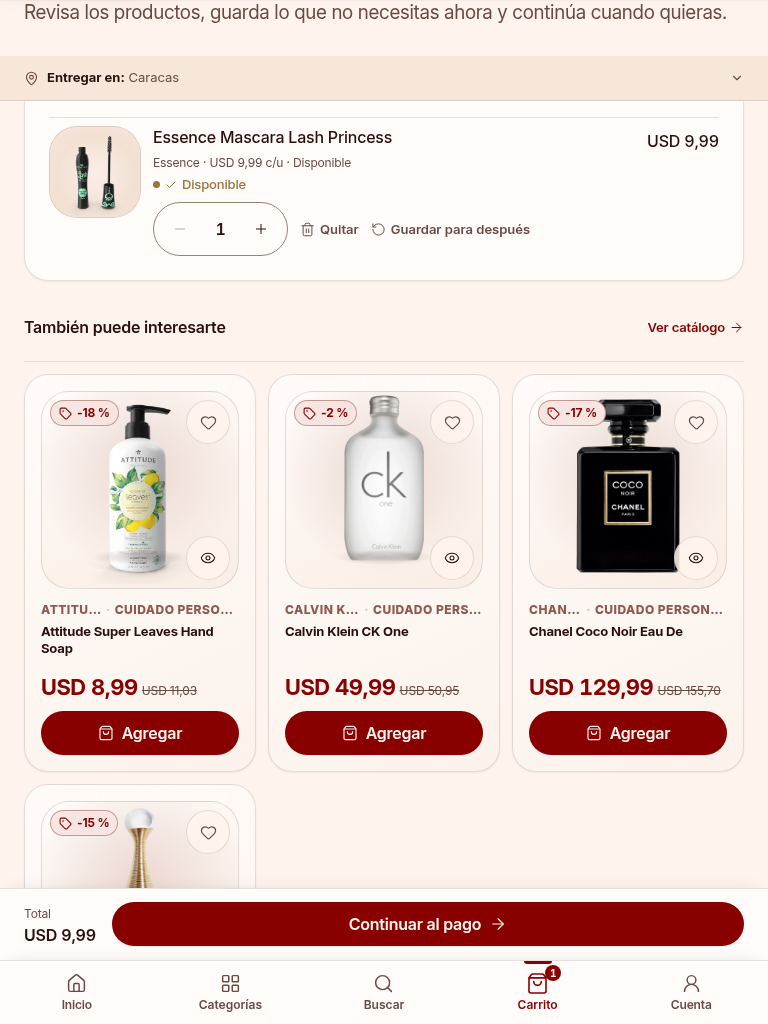 Revisa los productos, guarda lo que no necesitas ahora y continúa cuando quieras.
Entregar en: Caracas
Essence Mascara Lash Princess
USD 9,99
Essence · USD 9,99 c/u · Disponible
Disponible
1
Quitar
Guardar para después
También puede interesarte
Ver catálogo
-18 %
ATTITUDE
super leaves
-2 %
ck
one
Calvin Klein
-17 %
COCO
NOIR
CHANEL
PARIS
ATTITU... · CUIDADO PERSO...
Attitude Super Leaves Hand
Soap
USD 8,99 USD 11,03
Agregar
CALVIN K... · CUIDADO PERS...
Calvin Klein CK One
USD 49,99 USD 50,95
Agregar
CHAN... · CUIDADO PERSON...
Chanel Coco Noir Eau De
USD 129,99 USD 155,70
Agregar
-15 %
Total
USD 9,99
Continuar al pago
Inicio
Categorías
Buscar
1
Carrito
Cuenta